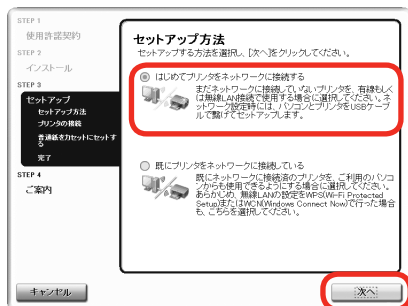 STEP 1
使用許諾契約
STEP 2
インストール
STEP 3
セットアップ
セットアップ方法
プリンタの接続
普通紙を力セットにセットす
る
完了
STEP 4
ご案内
キャンセル
セットアップ方法
セットアップする方法を選択し、[次へ]をクリックしてください。
はじめてプリンタをネットワークに接続する
まだネットワークに接続していないプリンタを、有線もしく
は無線LAN接続で使用する場合に選択してください。ネ
ットワーク設定時には、パソコンとプリンタをUSBケーブ
ルで繋げてセットアップします。
既にプリンタをネットワークに接続している
既にネットワークに接続済のプリンタを、ご利用のパソコ
ンからも使用できるようにする場合に選択してください。
あらかじめ、無線LANの設定をWPS(Wi-Fi Protected
Setup)またはWCN(Windows Connect Now)で行った場合
も、こちらを選択してください。
次へ